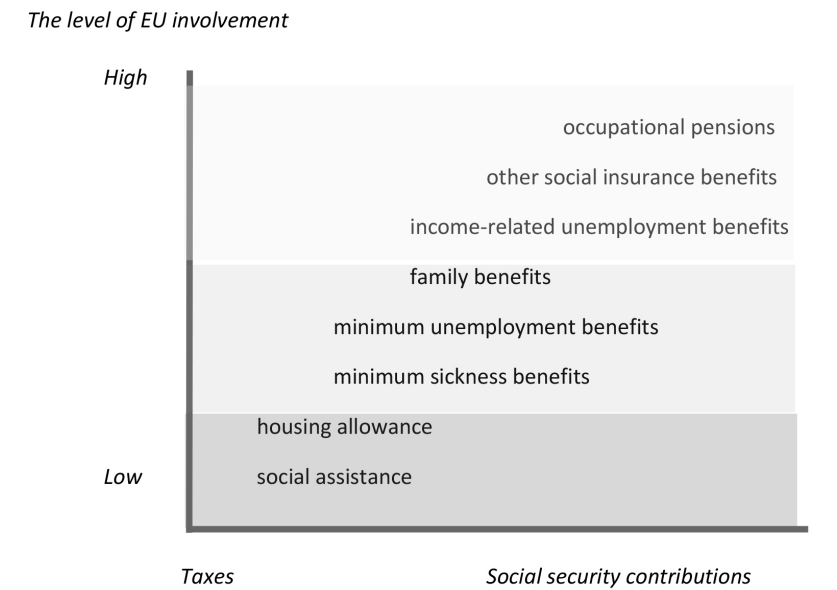 The level of EU involvement
High
occupational pensions
other social insurance benefits
income-related unemployment benefits
family benefits
minimum unemployment benefits
minimum sickness benefits
housing allowance
Low
social assistance
Taxes
Social security contributions